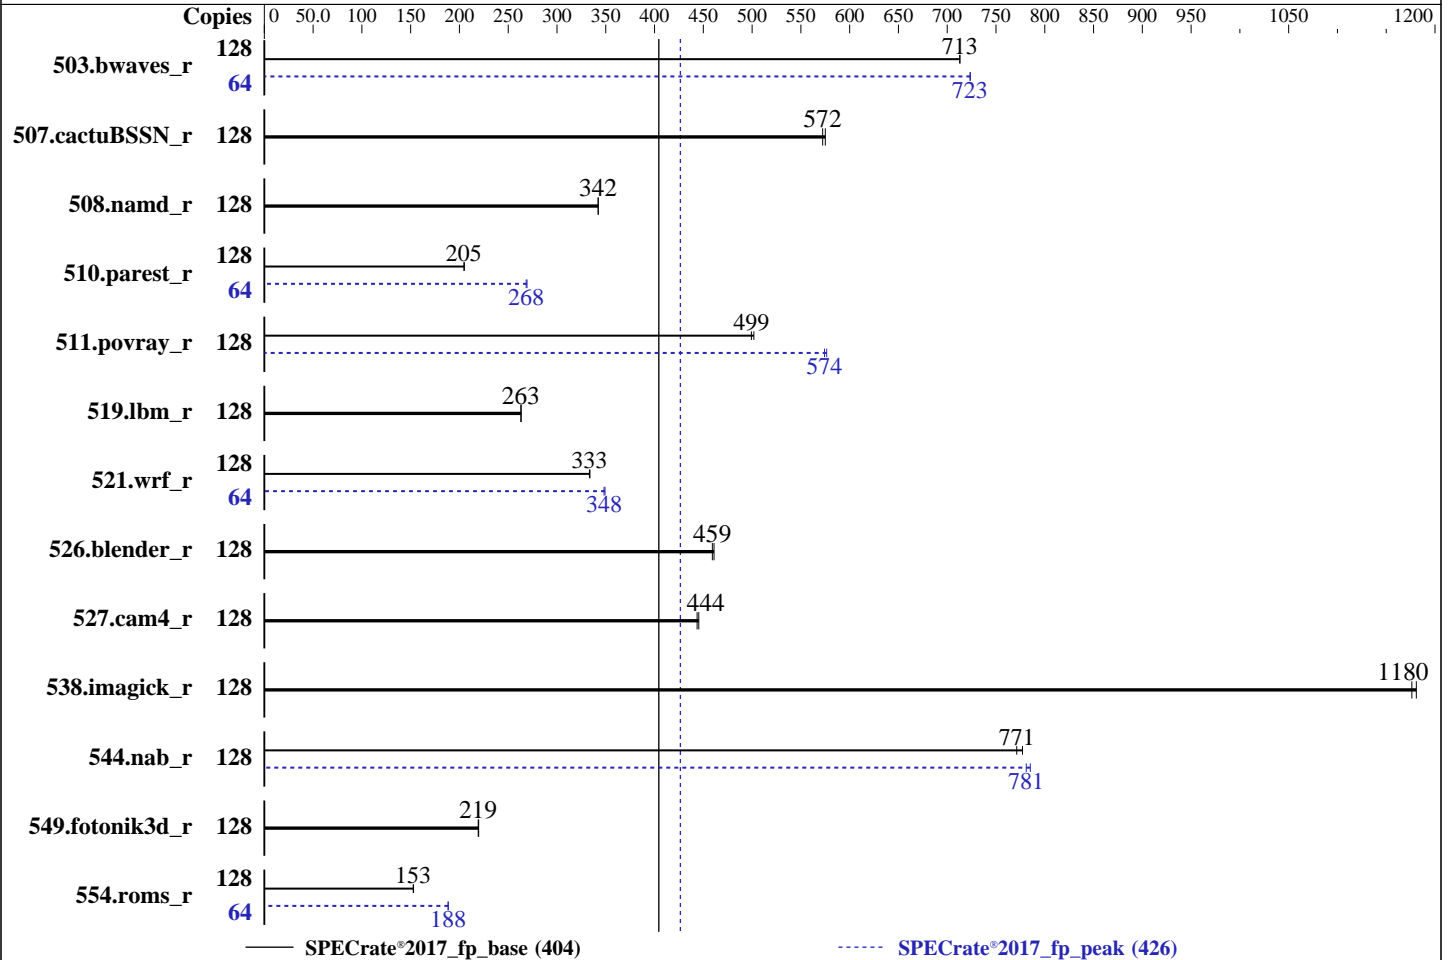 Copies 0 50.0 100 150 200 250 300 350 400 450 500 550 600 650 700 750 800 850 900 950 1050 1200
503.bwaves_r 128 713
64 723
507.cactuBSSN_r 128 572
508.namd_r 128 342
510.parest_r 128 205
64 268
511.povray_r 128 499
574
519.lbm_r 128 263
521.wrf_r 128 333
64 348
526.blender_r 128 459
527.cam4_r 128 444
538.imagick_r 128 1180
544.nab_r 128 771
781
549.fotonik3d_r 128 219
554.roms_r 128 153
64 188
SPECrate®2017_fp_base (404) SPECrate®2017_fp_peak (426)